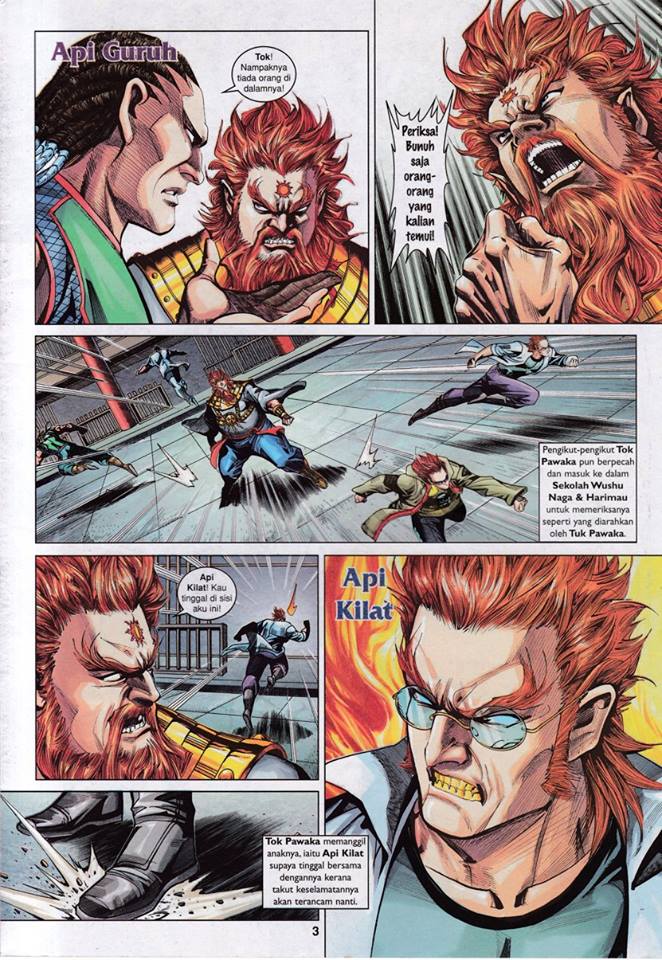 Api Guruh
Tok!
Nampaknya
tiada orang di
dalamnya!
Periksa!
Bunuh
saja
orang-
orang
yang
kalian
temui!
Pengikut-pengikut Tok
Pawaka pun berpecah
dan masuk ke dalam
Sekolah Wushu
Naga & Harimau
untuk memeriksanya
seperti yang diarahkan
oleh Tuk Pawaka.
Api
Kilat! Kau
tinggal di sisi
aku ini!
Api
Kilat
Tok Pawaka memanggil
anaknya, iaitu Api Kilat
supaya tinggal bersama
dengannya kerana
takut keselamatannya
akan terancam nanti.
3